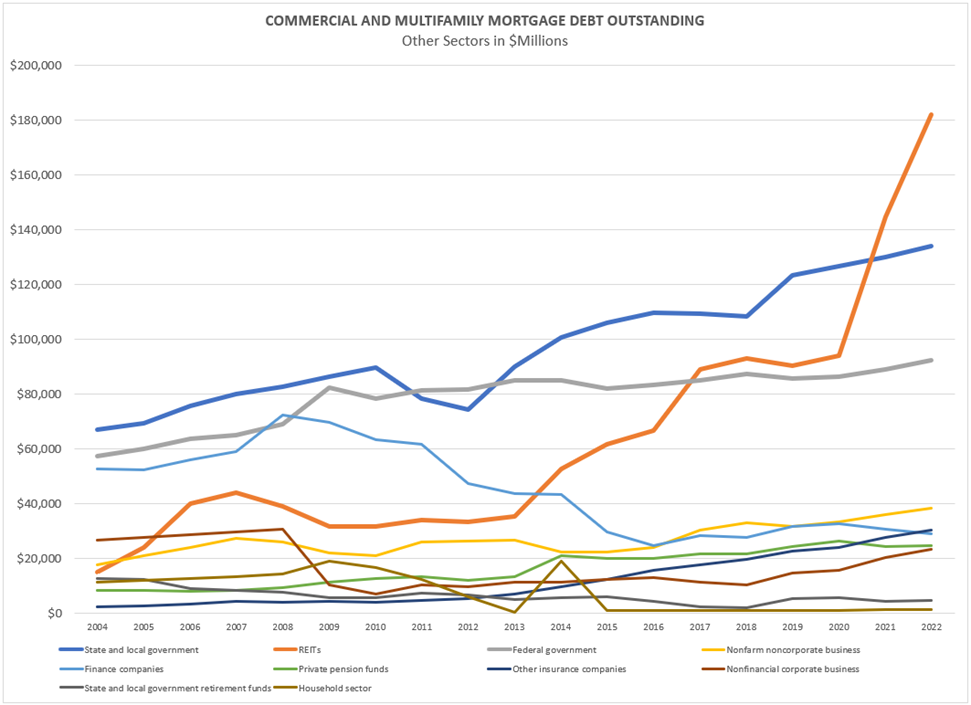 COMMERCIAL AND MULTIFAMILY MORTGAGE DEBT OUTSTANDING
Other Sectors in $Millions
$200,000
$180,000
$160,000
$140,000
$120,000
$100,000
$80,000
$60,000
$40,000
$20,000
$0
2004 2005 2006 2007 2008 2009 2010 2011 2012 2013 2014 2015 2016 2017 2018 2019 2020 2021 2022
State and local government REITs Federal government Nonfarm noncorporate business
Finance companies Private pension funds Other insurance companies Nonfinancial corporate business
State and local government retirement funds Household sector